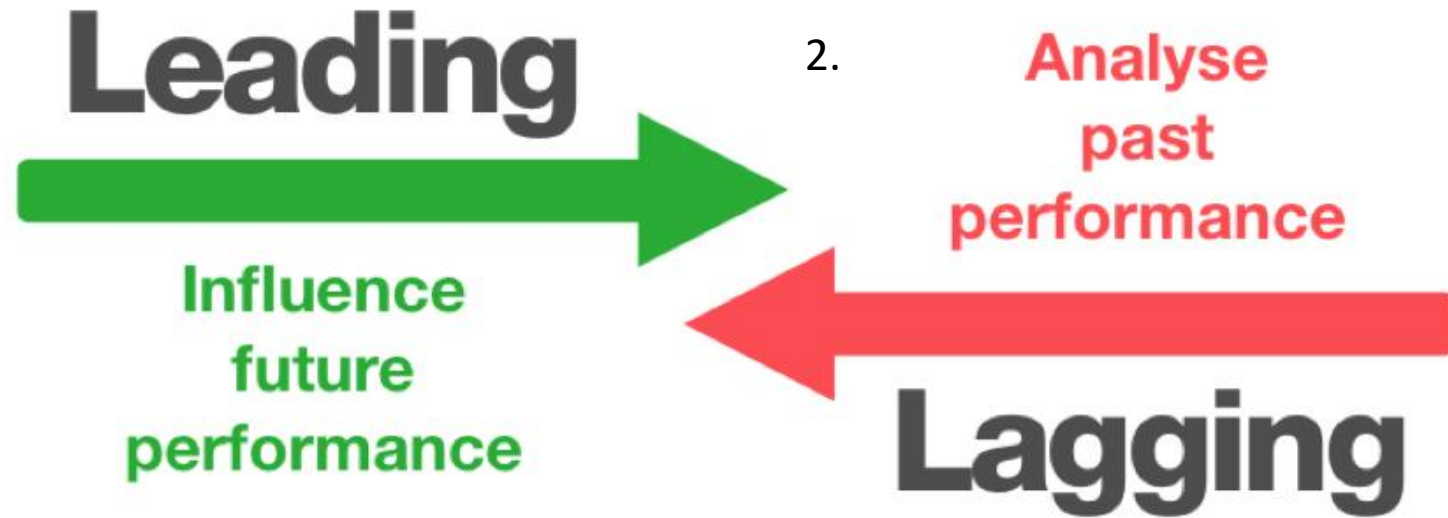 Leading
Influence
future
performance
2.
Analyse
past
performance
Lagging